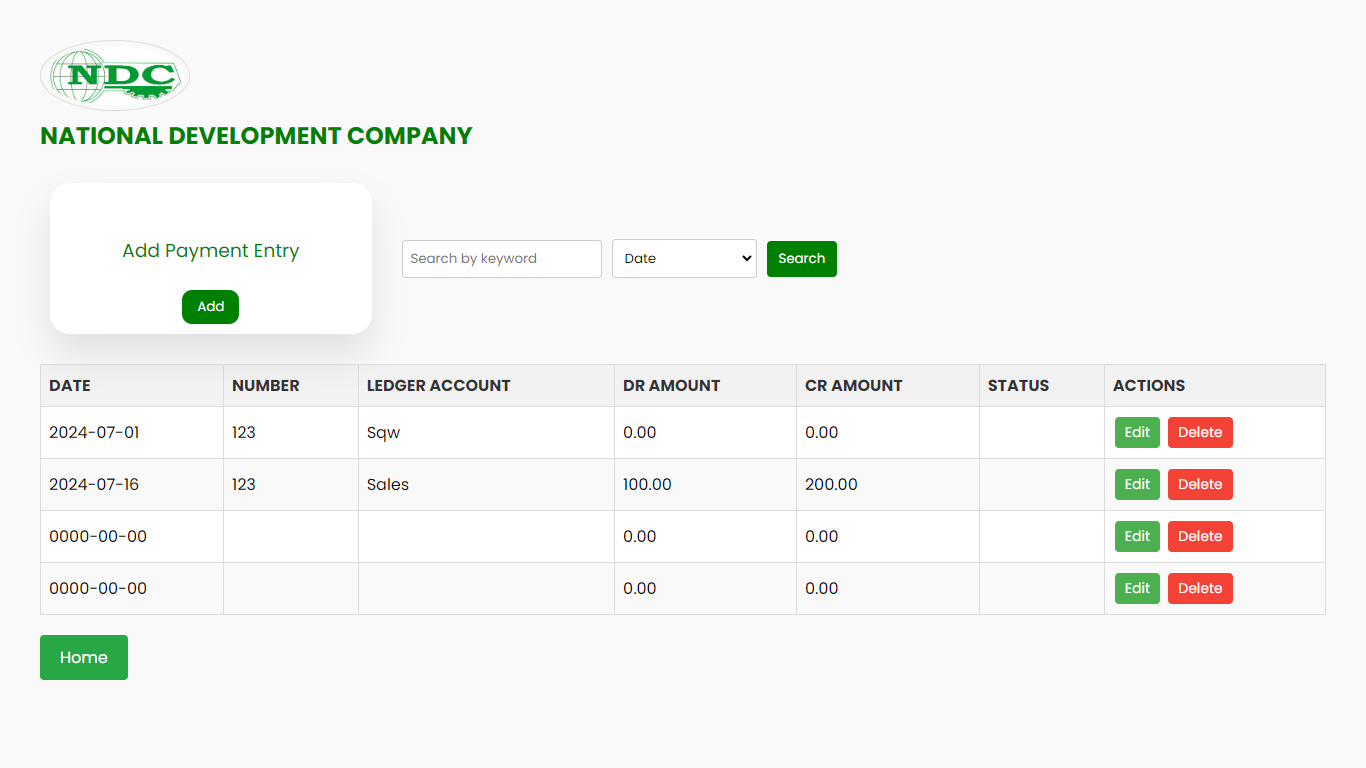 NDC
NATIONAL DEVELOPMENT COMPANY
Add Payment Entry
Add
Search by keyword Date Search
DATE NUMBER LEDGER ACCOUNT DR AMOUNT CR AMOUNT STATUS ACTIONS
2024-07-01 123 Sqw 0.00 0.00 Edit Delete
2024-07-16 123 Sales 100.00 200.00 Edit Delete
0000-00-00 0.00 0.00 Edit Delete
0000-00-00 0.00 0.00 Edit Delete
Home